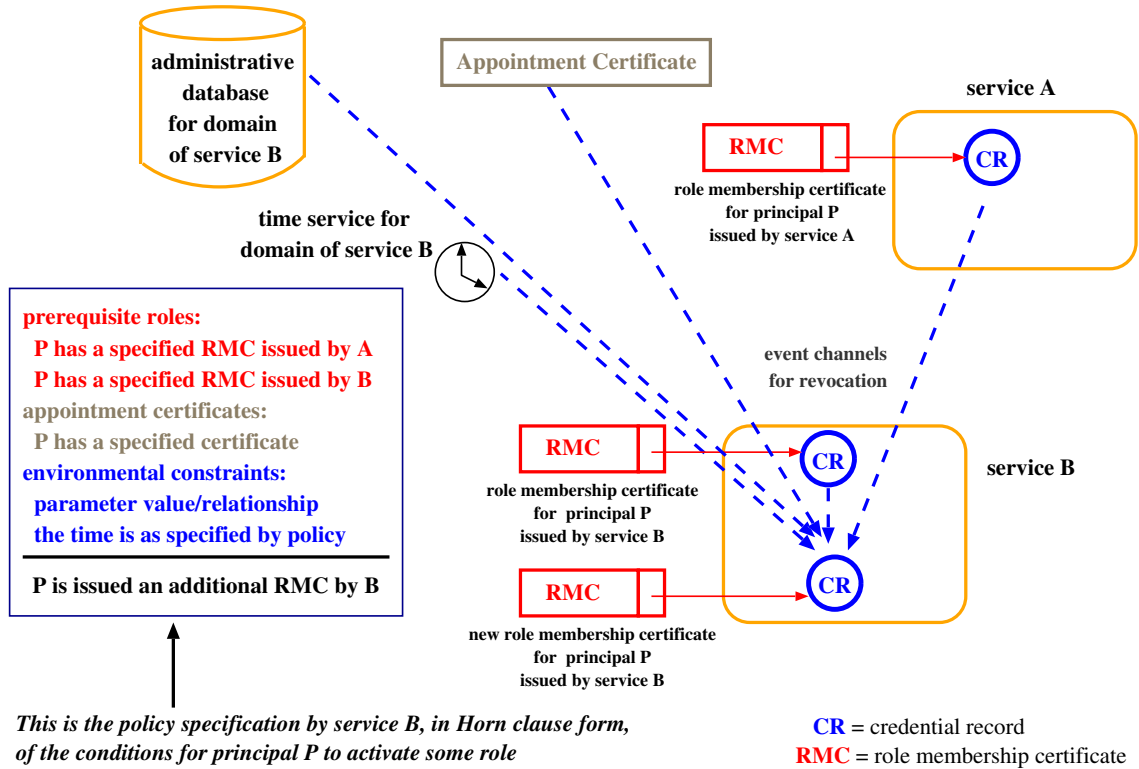 administrative
database
for domain
of service B
Appointment Certificate
service A
RMC
CR
role membership certificate
for principal P
issued by service A
time service for
domain of service B
prerequisite roles:
P has a specified RMC issued by A
P has a specified RMC issued by B
appointment certificates:
P has a specified certificate
environmental constraints:
parameter value/relationship
the time is as specified by policy
P is issued an additional RMC by B
event channels
for revocation
RMC
CR
service B
role membership certificate
for principal P
issued by service B
RMC
CR
new role membership certificate
for principal P
issued by service B
This is the policy specification by service B, in Horn clause form,
of the conditions for principal P to activate some role
CR = credential record
RMC = role membership certificate